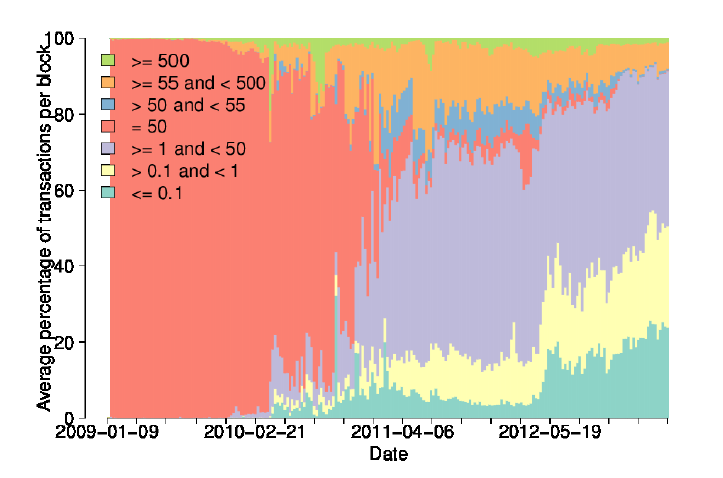 Average percentage of transactions per block
100
80
60
40
20
0
>= 500
>= 55 and < 500
> 50 and < 55
= 50
>= 1 and < 50
> 0.1 and < 1
<= 0.1
2009−01−09 2010−02−21 2011−04−06 2012−05−19
Date